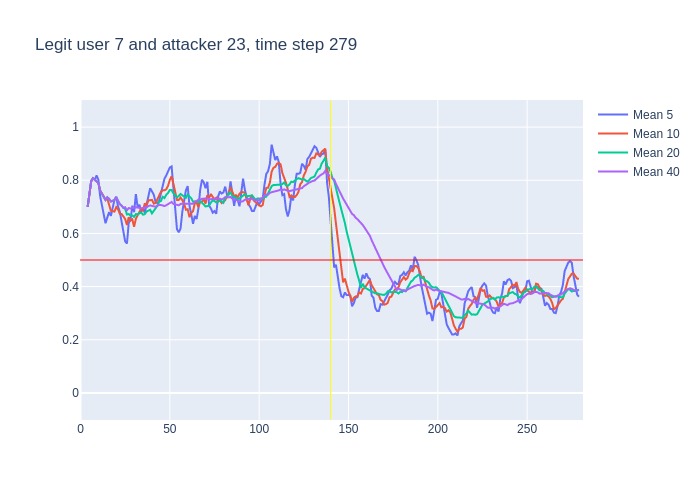 Legit user 7 and attacker 23, time step 279
Mean 5
Mean 10
Mean 20
Mean 40
1
0.8
0.6
0.4
0.2
0
0 50 100 150 200 250